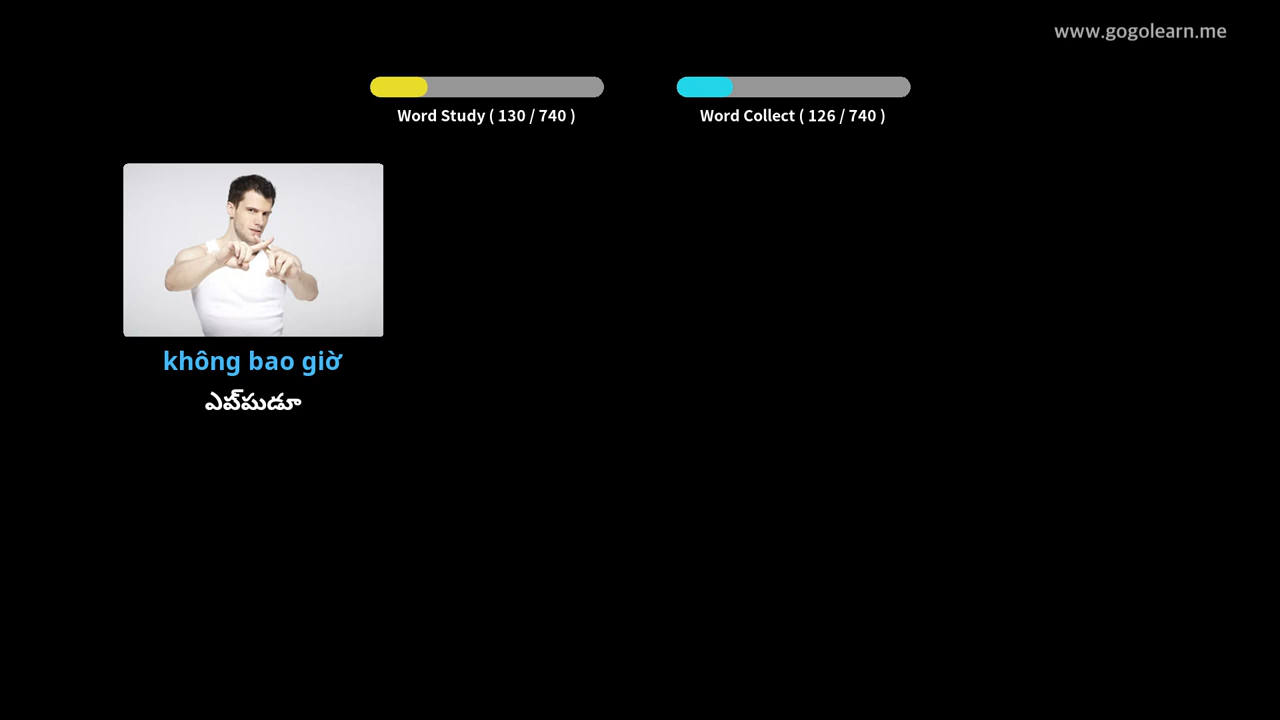 www.gogolearn.me
Word Study ( 130 / 740 )
Word Collect ( 126 / 740 )
không bao giờ
ఎప్పుడూ